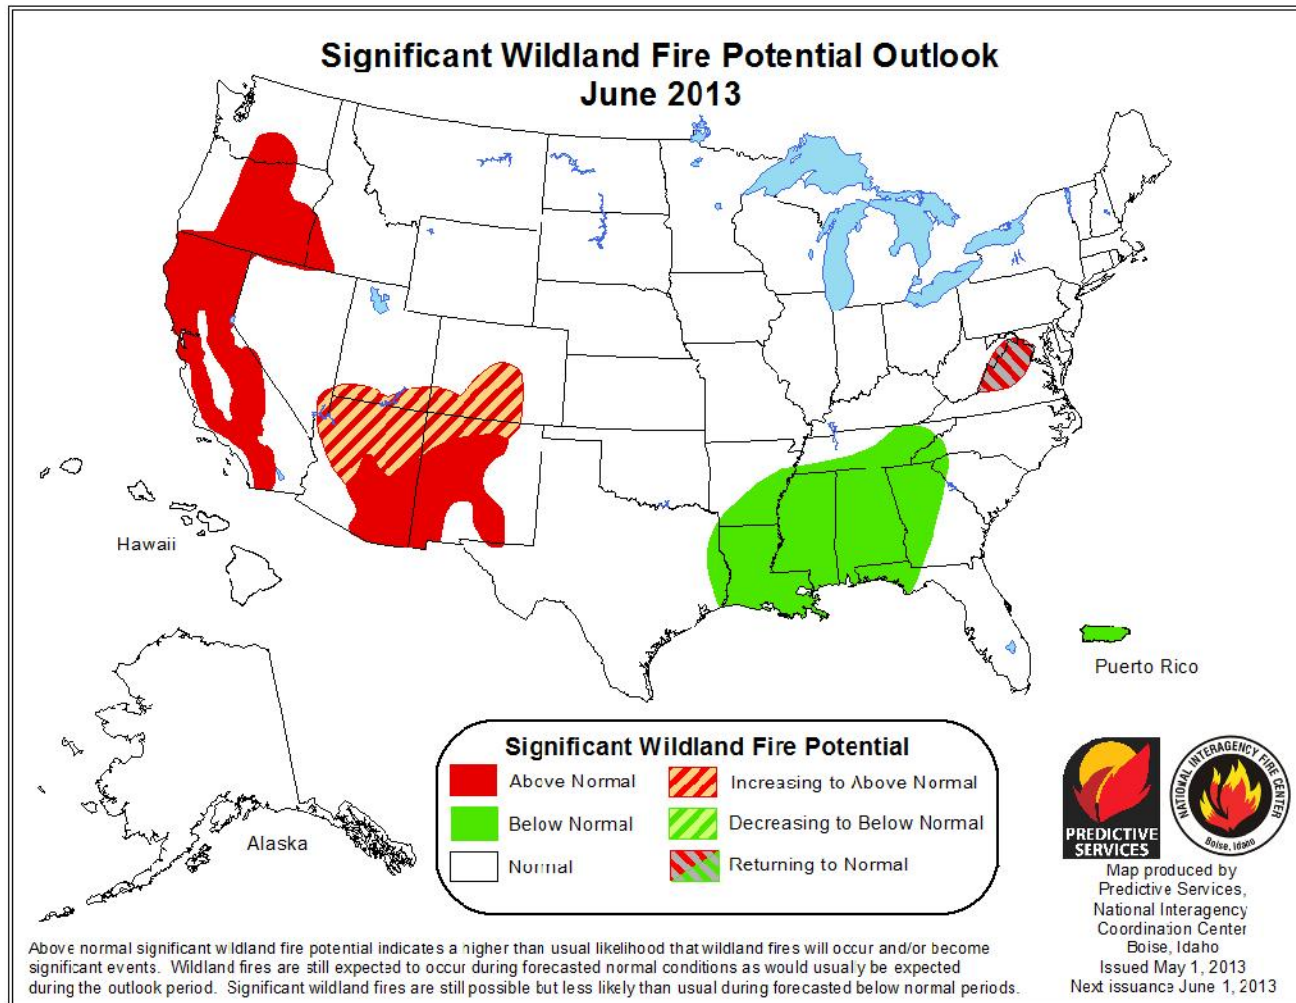 Significant Wildland Fire Potential Outlook
June 2013
Hawaii
Puerto Rico
Alaska
Significant Wildland Fire Potential
Above Normal
Increasing to Above Normal
Below Normal
Decreasing to Below Normal
Normal
Returning to Normal
PREDICTIVE
SERVICES
NATIONAL INTERAGENCY FIRE CENTER
Boise, Idaho
Map produced by
Predictive Services,
National Interagency
Coordination Center
Boise, Idaho
Issued May 1, 2013
Next issuance June 1, 2013
Above normal significant wildland fire potential indicates a higher than usual likelihood that wildland fires will occur and/or become
significant events. Wildland fires are still expected to occur during forecasted normal conditions as would usually be expected
during the outlook period. Significant wildland fires are still possible but less likely than usual during forecasted below normal periods.